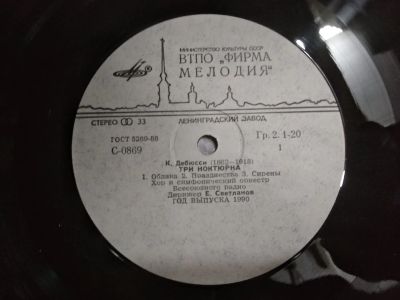 МИНИСТЕРСТВО КУЛЬТУРЫ СССР
ВТПО „ФИРМА
МЕЛОДИЯ“
СТЕРЕО 33
ЛЕНИНГРАДСКИЙ ЗАВОД
ГОСТ 5289-88
Гр. 2. 1-20
С-0869
1
К. Дебюсси (1862—1918)
ТРИ НОКТЮРНА
1. Облака 2. Празднества 3. Сирены
Хор и симфонический оркестр
Всесоюзного радио
Дирижер Е. Светланов
ГОД ВЫПУСКА 1990